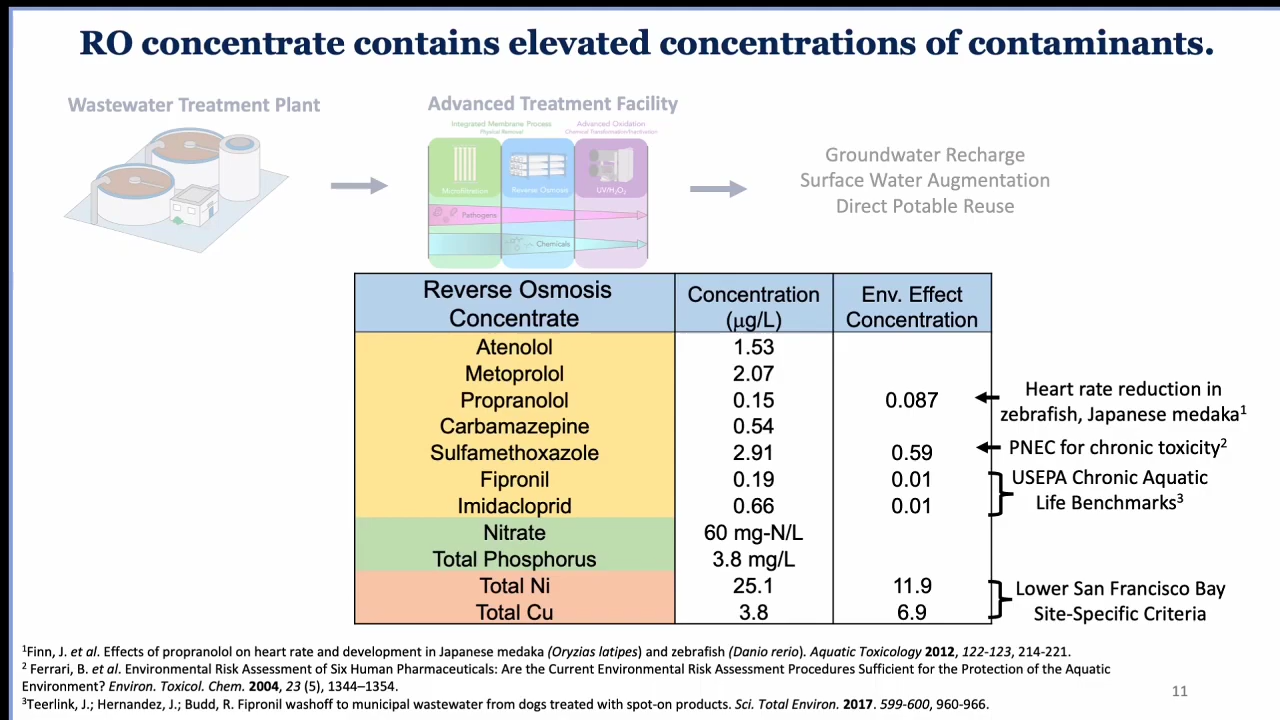 RO concentrate contains elevated concentrations of contaminants.
Wastewater Treatment Plant
Advanced Treatment Facility
Integrated Membrane Process
Physical Removal
Advanced Oxidation
Chemical Transformation/Inactivation
Microfiltration
Reverse Osmosis
UV/H₂O₂
Pathogens
Chemicals
Groundwater Recharge
Surface Water Augmentation
Direct Potable Reuse
Reverse Osmosis Concentrate Concentration (μg/L) Env. Effect Concentration
Atenolol 1.53
Metoprolol 2.07
Propranolol 0.15 0.087
Carbamazepine 0.54
Sulfamethoxazole 2.91 0.59
Fipronil 0.19 0.01
Imidacloprid 0.66 0.01
Nitrate 60 mg-N/L
Total Phosphorus 3.8 mg/L
Total Ni 25.1 11.9
Total Cu 3.8 6.9
Heart rate reduction in
zebrafish, Japanese medaka¹
PNEC for chronic toxicity²
USEPA Chronic Aquatic
Life Benchmarks³
Lower San Francisco Bay
Site-Specific Criteria
¹Finn, J. et al. Effects of propranolol on heart rate and development in Japanese medaka (Oryzias latipes) and zebrafish (Danio rerio). Aquatic Toxicology 2012, 122-123, 214-221.
² Ferrari, B. et al. Environmental Risk Assessment of Six Human Pharmaceuticals: Are the Current Environmental Risk Assessment Procedures Sufficient for the Protection of the Aquatic
Environment? Environ. Toxicol. Chem. 2004, 23 (5), 1344–1354.
³Teerlink, J.; Hernandez, J.; Budd, R. Fipronil washoff to municipal wastewater from dogs treated with spot-on products. Sci. Total Environ. 2017. 599-600, 960-966.
11